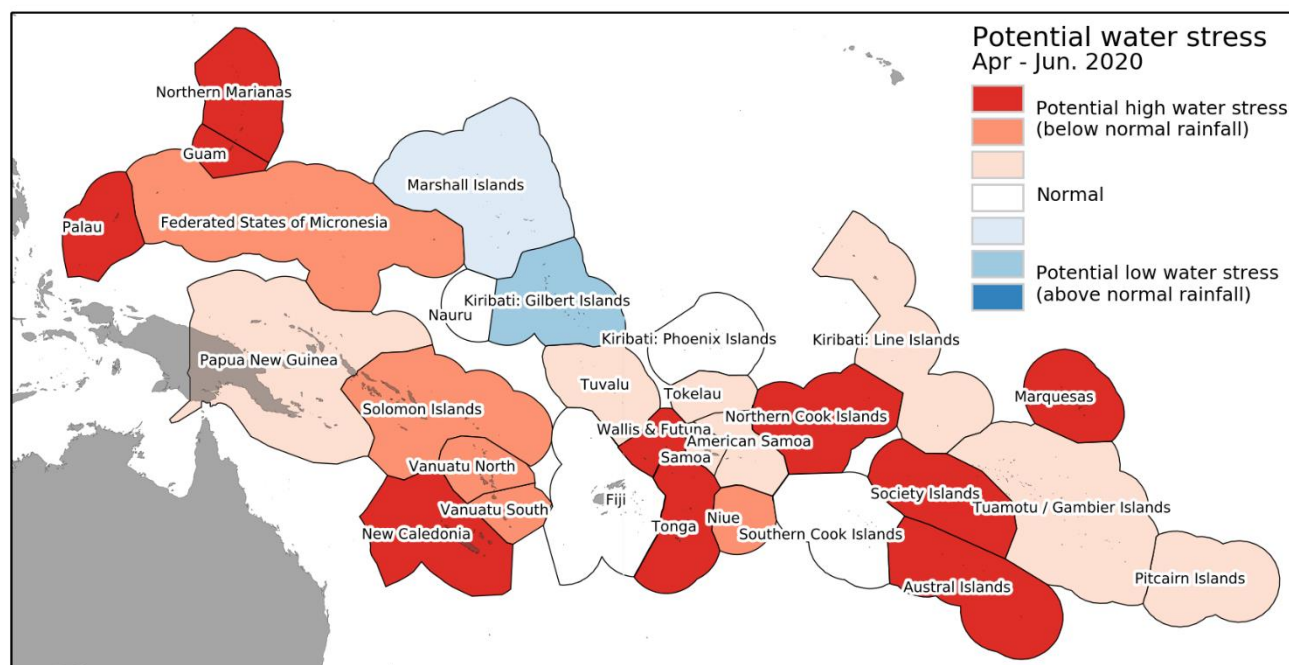 Potential water stress
Apr - Jun. 2020
Potential high water stress
(below normal rainfall)
Normal
Potential low water stress
(above normal rainfall)
Northern Marianas
Guam
Palau
Federated States of Micronesia
Marshall Islands
Nauru
Kiribati: Gilbert Islands
Kiribati: Phoenix Islands
Kiribati: Line Islands
Papua New Guinea
Tuvalu
Tokelau
Marquesas
Solomon Islands
Northern Cook Islands
Wallis & Futuna
American Samoa
Samoa
Vanuatu North
Fiji
Society Islands
Tuamotu / Gambier Islands
Vanuatu South
New Caledonia
Tonga
Niue
Southern Cook Islands
Austral Islands
Pitcairn Islands